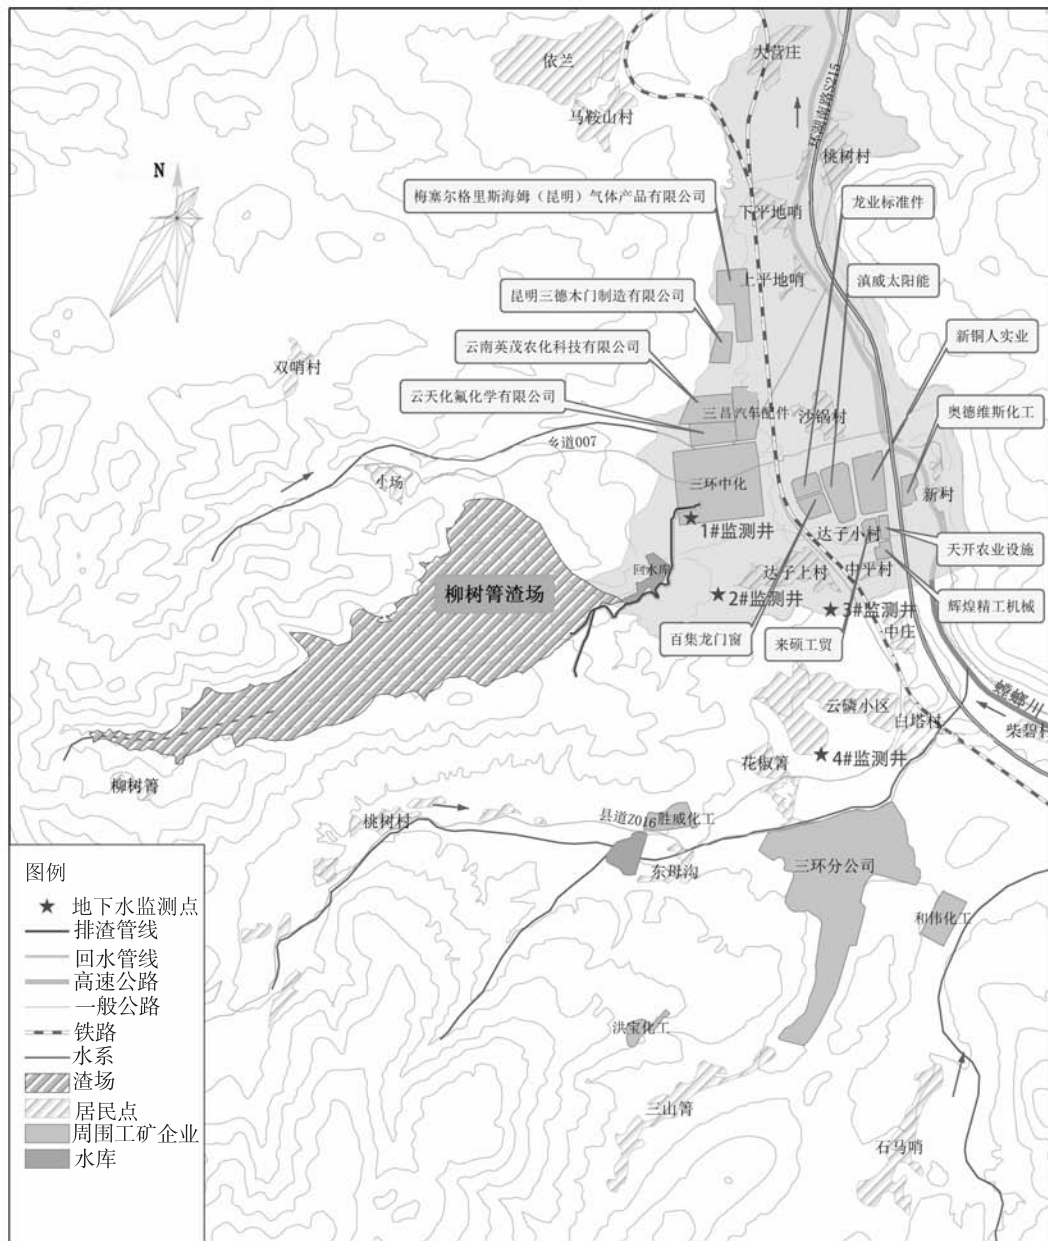 依兰
大营庄
马鞍山村
环湖南路S215
桃树村
N
梅塞尔格里斯海姆（昆明）气体产品有限公司
龙业标准件
下平地哨
上平地哨
滇威太阳能
昆明三德木门制造有限公司
新铜人实业
云南英茂农化科技有限公司
双哨村
云天化氟化学有限公司
三昌汽车配件
沙锅村
奥德维斯化工
乡道007
小场
三环中化
新村
1#监测井
达子小村
天开农业设施
回水库
达子上村
中平村
柳树箐渣场
2#监测井
3#监测井
辉煌精工机械
百集龙门窗
来硕工贸
中庄
云磷小区
白塔村
螳螂川
柴碧村
花椒箐
4#监测井
柳树箐
桃树村
县道Z016
胜威化工
东母沟
三环分公司
和伟化工
洪宝化工
三山箐
石马哨
图例
地下水监测点
排渣管线
回水管线
高速公路
一般公路
铁路
水系
渣场
居民点
周围工矿企业
水库